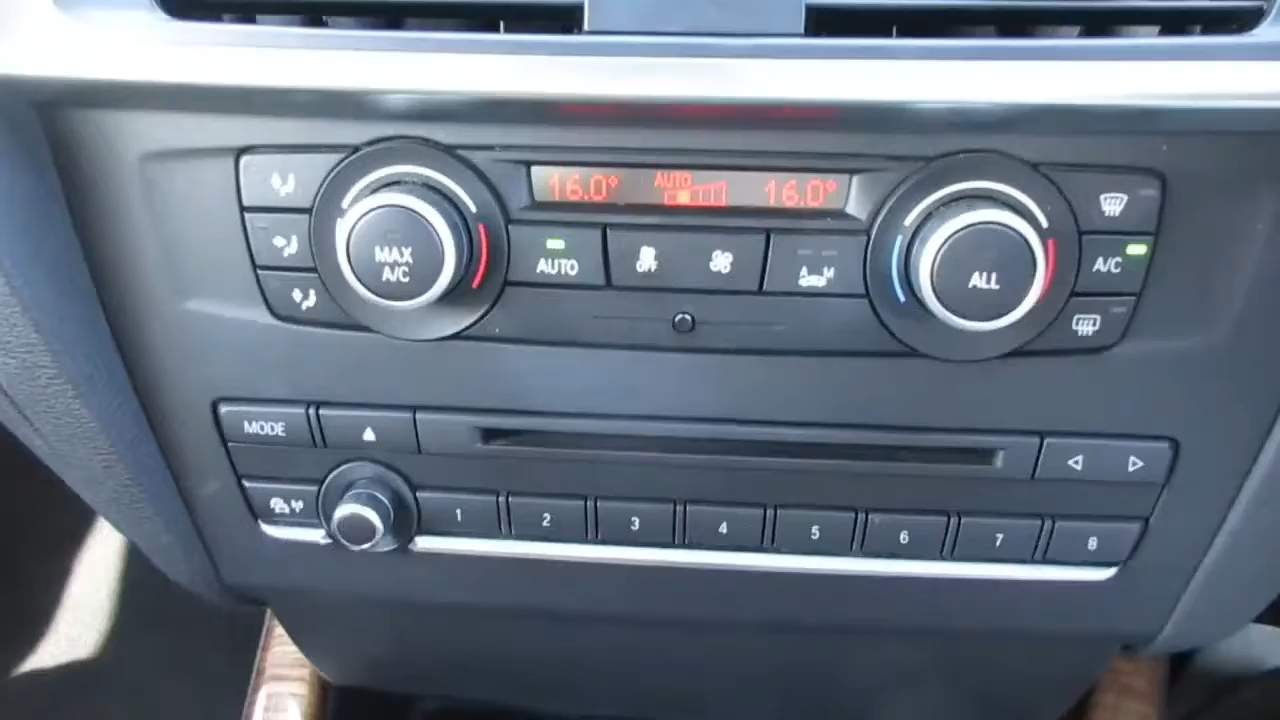 16.0° AUTO 16.0°
MAX
A/C
AUTO
OFF
A M
ALL
A/C
MODE
1 2 3 4 5 6 7 8